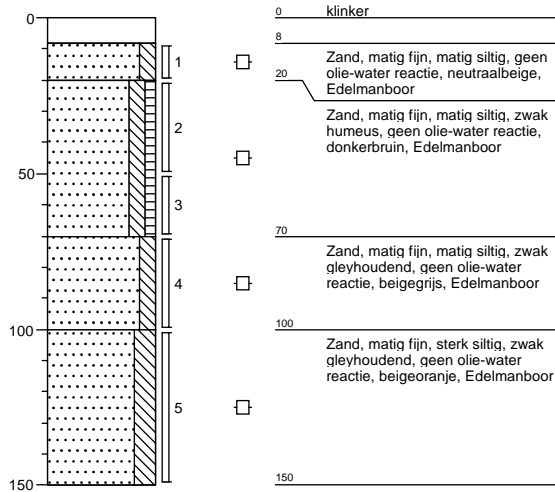 0
50
100
150
1
2
3
4
5
0 klinker
8
Zand, matig fijn, matig siltig, geen
olie-water reactie, neutraalbeige,
Edelmanboor
20
Zand, matig fijn, matig siltig, zwak
humeus, geen olie-water reactie,
donkerbruin, Edelmanboor
70
Zand, matig fijn, matig siltig, zwak
gleyhoudend, geen olie-water
reactie, beigegrijs, Edelmanboor
100
Zand, matig fijn, sterk siltig, zwak
gleyhoudend, geen olie-water
reactie, beigeoranje, Edelmanboor
150